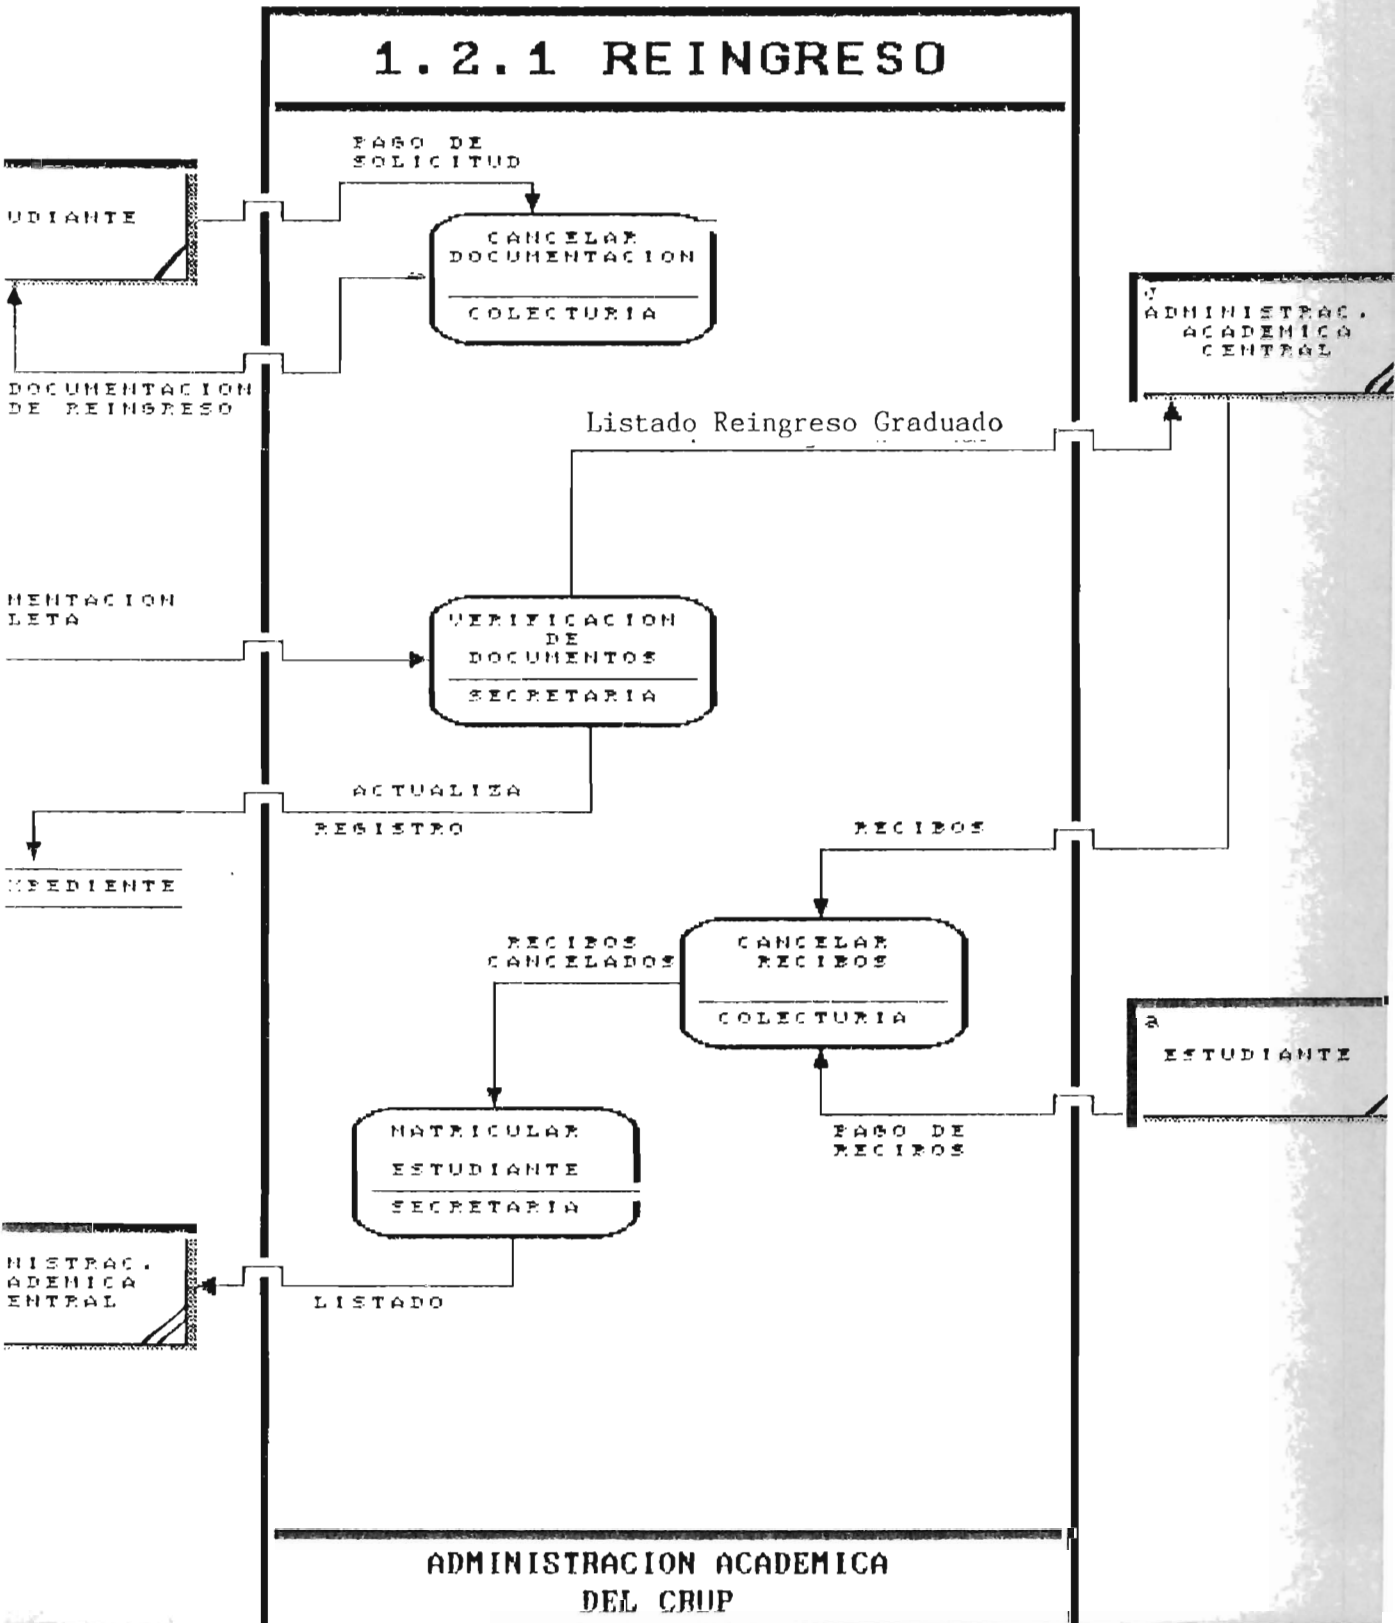 1.2.1 REINGRESO
PAGO DE
SOLICITUD
UDIANTE
CANCELAR
DOCUMENTACION
COLECTURIA
ADMINISTRAC.
ACADEMICA
CENTRAL
DOCUMENTACION
DE REINGRESO
Listado Reingreso Graduado
MENTACION
LETA
VERIFICACION
DE
DOCUMENTOS
SECRETARIA
ACTUALIZA
REGISTRO
RECIBOS
XPEDIENTE
RECIBOS
CANCELADOS
CANCELAR
RECIBOS
COLECTURIA
a
ESTUDIANTE
PAGO DE
RECIBOS
MATRICULAR
ESTUDIANTE
SECRETARIA
NISTRAC.
ADEMICA
ENTRAL
LISTADO
ADMINISTRACION ACADEMICA
DEL CRUP